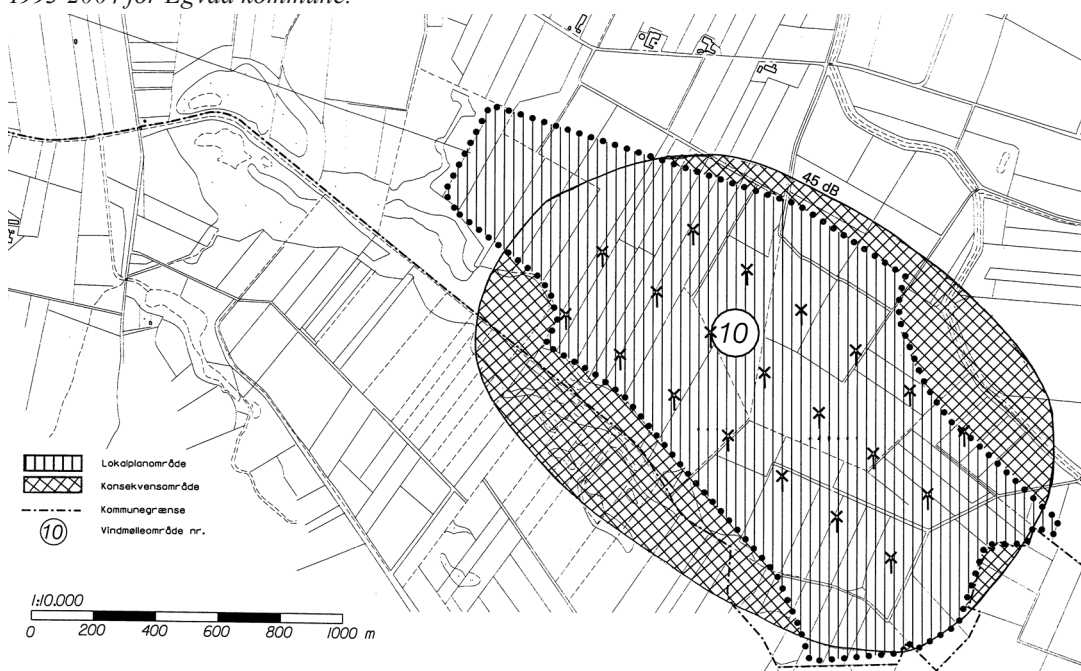 1993-2004 for Egvad kommune.
45 dB
10
Lokalplanområde
Konsekvensområde
Kommunegrænse
10 Vindmølleområde nr.
1:10.000
0 200 400 600 800 1000 m